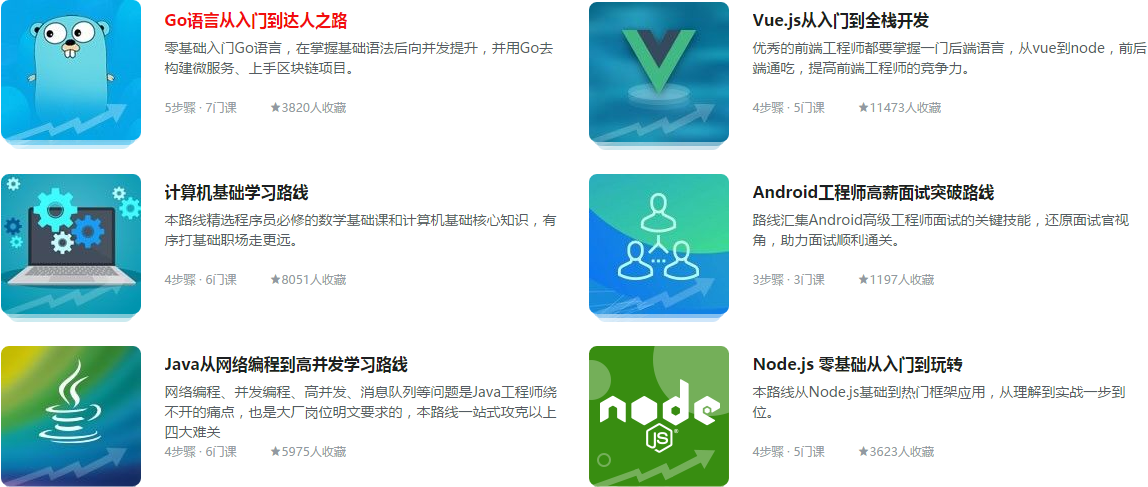 Go语言从入门到达人之路
零基础入门Go语言，在掌握基础语法后向并发提升，并用Go去
构建微服务、上手区块链项目。
5步骤 · 7门课 ★3820人收藏
Vue.js从入门到全栈开发
优秀的前端工程师都要掌握一门后端语言，从vue到node，前后
端通吃，提高前端工程师的竞争力。
4步骤 · 5门课 ★11473人收藏
计算机基础学习路线
本路线精选程序员必修的数学基础课和计算机基础核心知识，有
序打基础职场走更远。
4步骤 · 6门课 ★8051人收藏
Android工程师高薪面试突破路线
路线汇集Android高级工程师面试的关键技能，还原面试官视
角，助力面试顺利通关。
3步骤 · 3门课 ★1197人收藏
Java从网络编程到高并发学习路线
网络编程、并发编程、高并发、消息队列等问题是Java工程师绕
不开的痛点，也是大厂岗位明文要求的，本路线一站式攻克以上
四大难关
4步骤 · 6门课 ★5975人收藏
node
JS®
Node.js 零基础从入门到玩转
本路线从Node.js基础到热门框架应用，从理解到实战一步到
位。
4步骤 · 5门课 ★3623人收藏